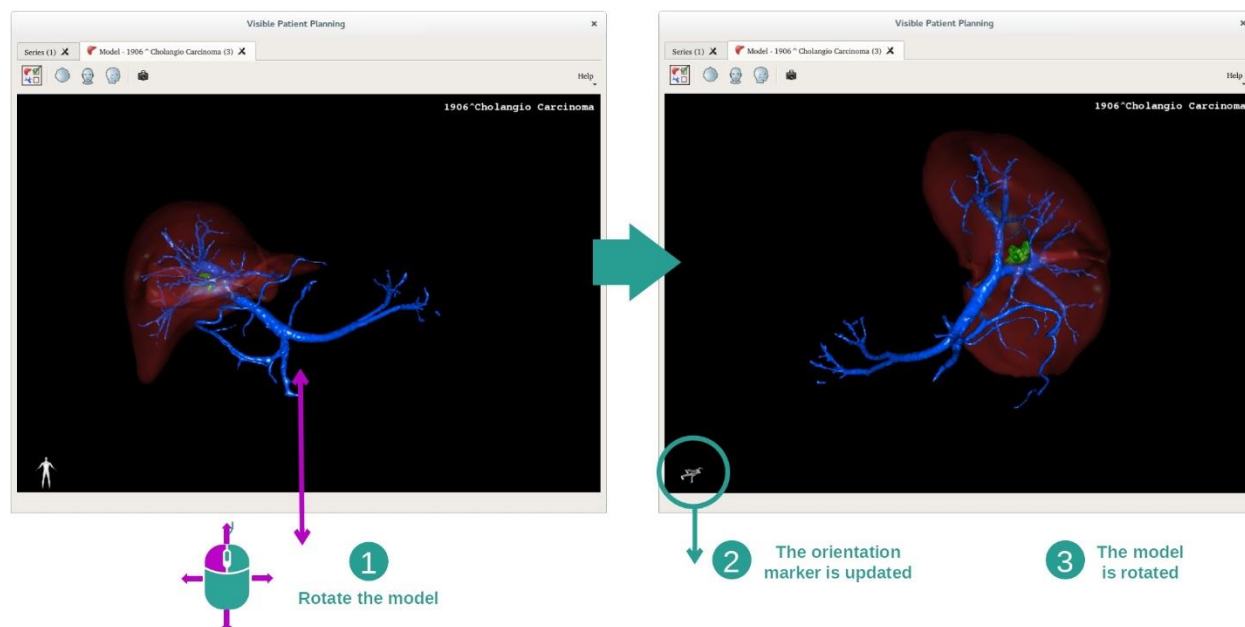 Visible Patient Planning
x
Series (1) X
Model - 1906 ^ Cholangio Carcinoma (3) X
Help
1906^Cholangio Carcinoma
Visible Patient Planning
x
Series (1) X
Model - 1906 ^ Cholangio Carcinoma (3) X
Help
1906^Cholangio Carcinoma
1
Rotate the model
2
The orientation
marker is updated
3
The model
is rotated